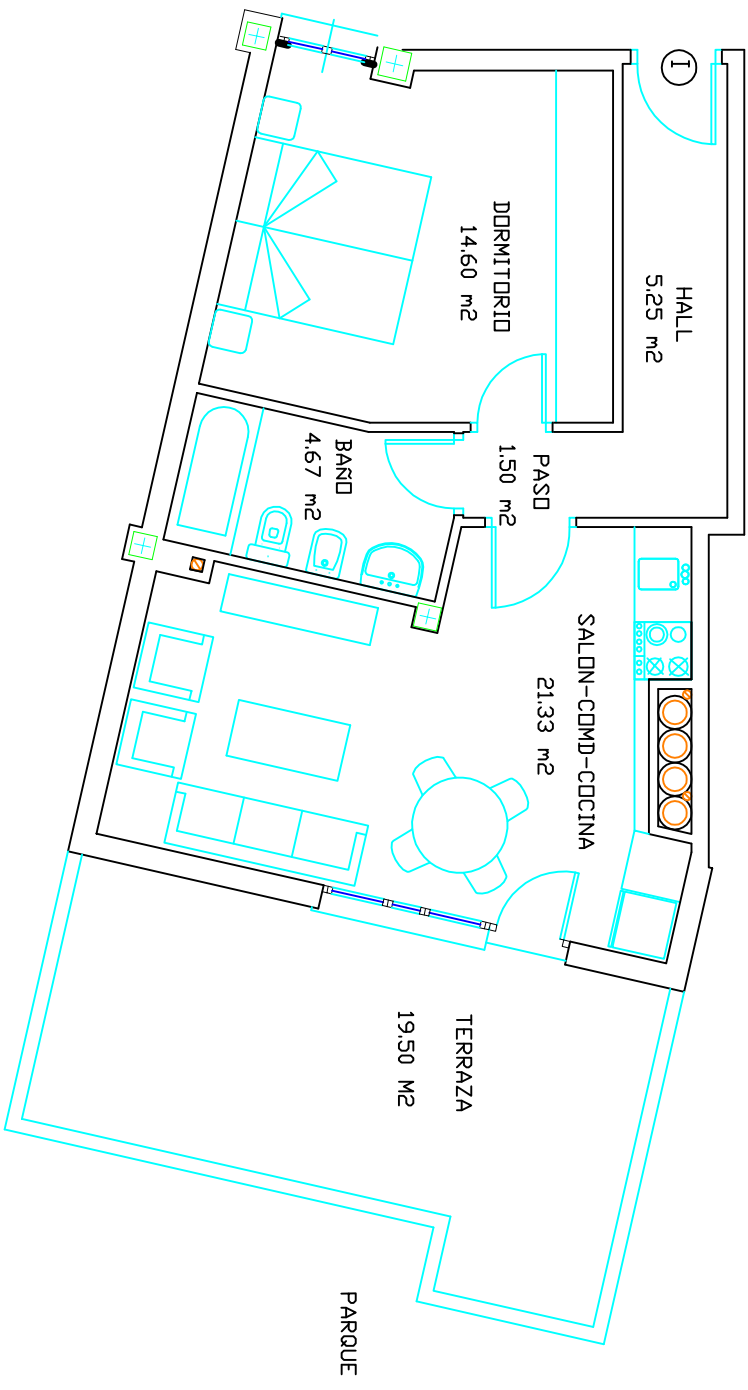 I
HALL
5.25 m2
DORMITORIO
14.60 m2
PASO
1.50 m2
BAÑO
4.67 m2
SALON-COMD-COCINA
21.33 m2
TERRAZA
19.50 M2
PARQUE